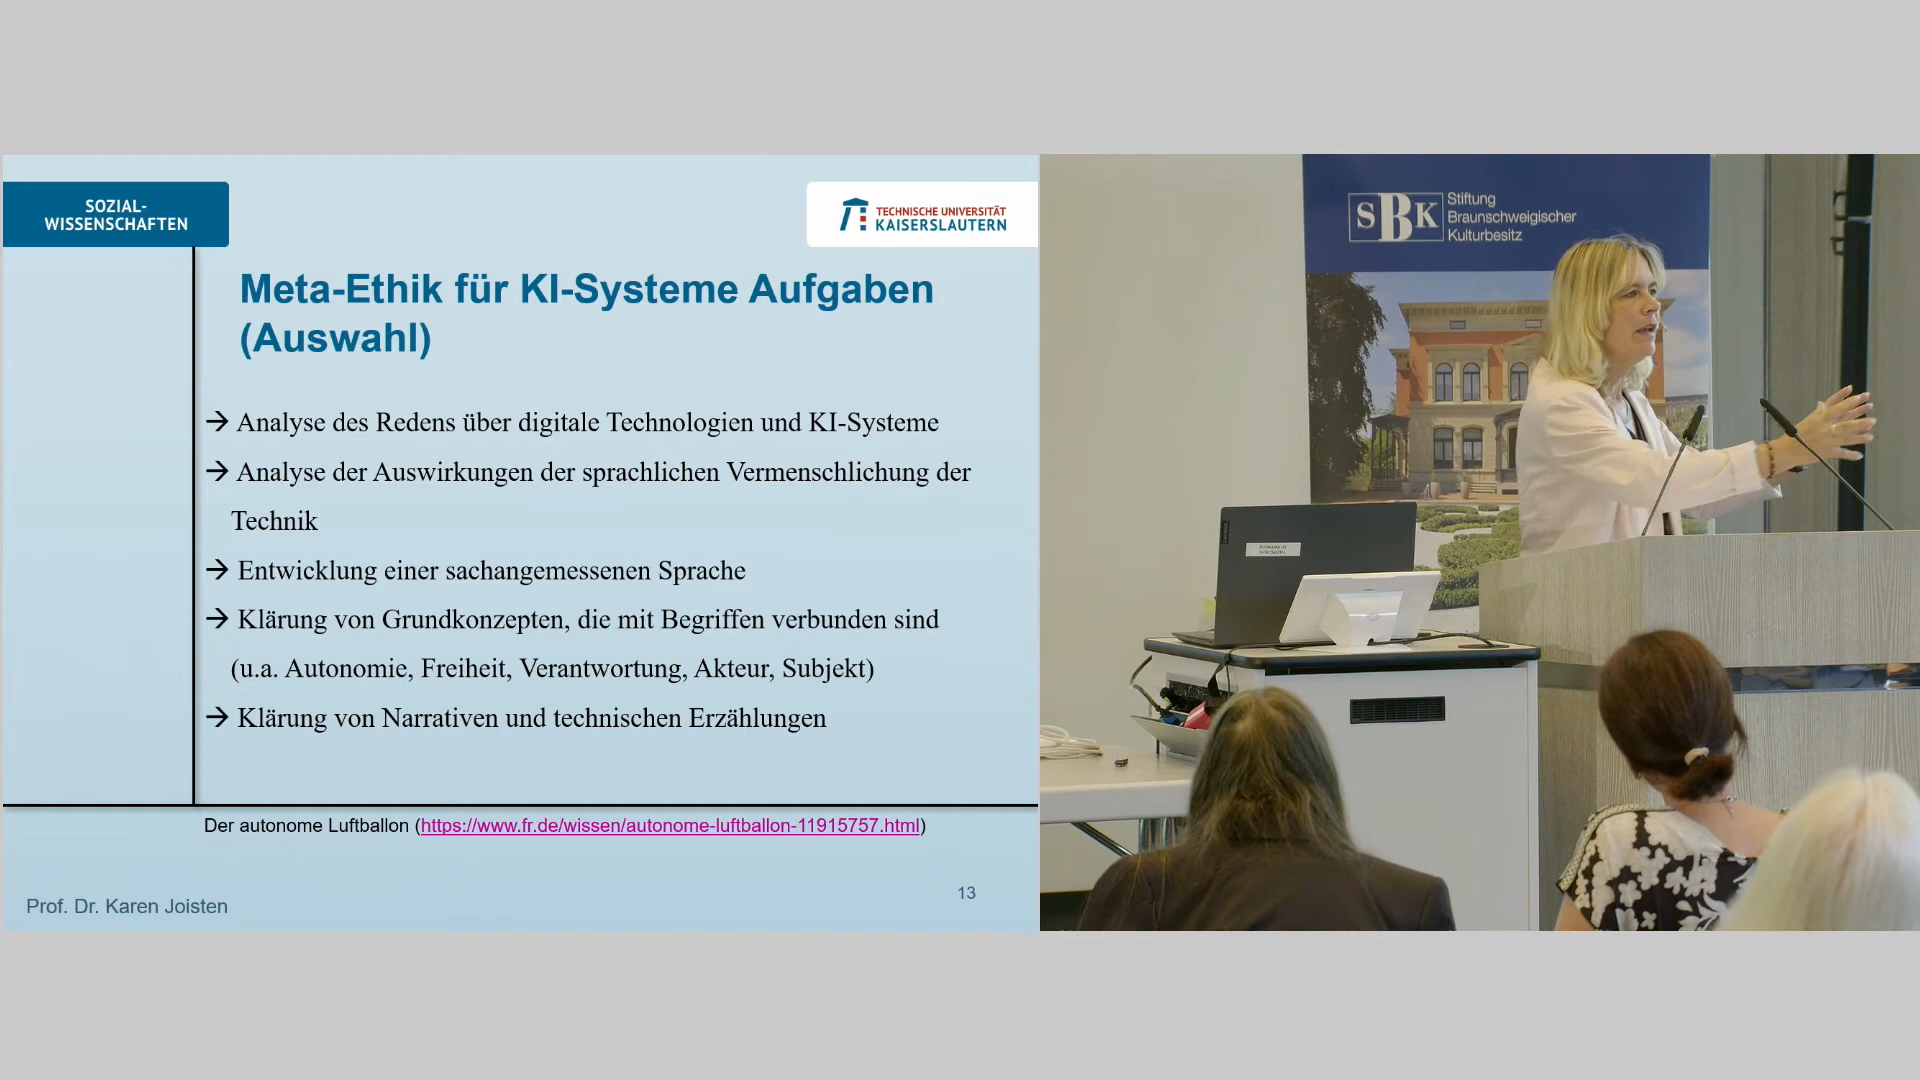 SOZIAL-
WISSENSCHAFTEN
TECHNISCHE UNIVERSITÄT
KAISERSLAUTERN
Meta-Ethik für KI-Systeme Aufgaben
(Auswahl)
→ Analyse des Redens über digitale Technologien und KI-Systeme
→ Analyse der Auswirkungen der sprachlichen Vermenschlichung der
Technik
→ Entwicklung einer sachangemessenen Sprache
→ Klärung von Grundkonzepten, die mit Begriffen verbunden sind
(u.a. Autonomie, Freiheit, Verantwortung, Akteur, Subjekt)
→ Klärung von Narrativen und technischen Erzählungen
Der autonome Luftballon (https://www.fr.de/wissen/autonome-luftballon-11915757.html)
Prof. Dr. Karen Joisten
13
SBK
Stiftung
Braunschweigischer
Kulturbesitz